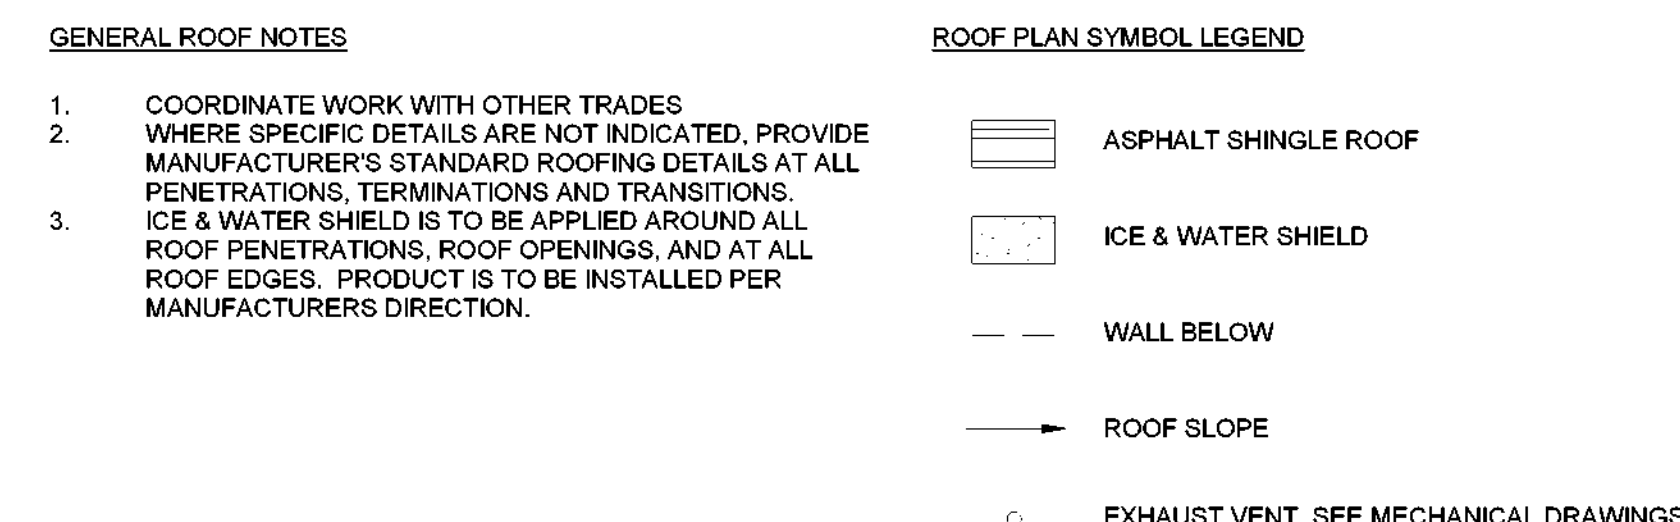 GENERAL ROOF NOTES
1. COORDINATE WORK WITH OTHER TRADES
2. WHERE SPECIFIC DETAILS ARE NOT INDICATED, PROVIDE
MANUFACTURER'S STANDARD ROOFING DETAILS AT ALL
PENETRATIONS, TERMINATIONS AND TRANSITIONS.
3. ICE & WATER SHIELD IS TO BE APPLIED AROUND ALL
ROOF PENETRATIONS, ROOF OPENINGS, AND AT ALL
ROOF EDGES. PRODUCT IS TO BE INSTALLED PER
MANUFACTURERS DIRECTION.
ROOF PLAN SYMBOL LEGEND
ASPHALT SHINGLE ROOF
ICE & WATER SHIELD
WALL BELOW
ROOF SLOPE
EXHAUST VENT SEE MECHANICAL DRAWINGS